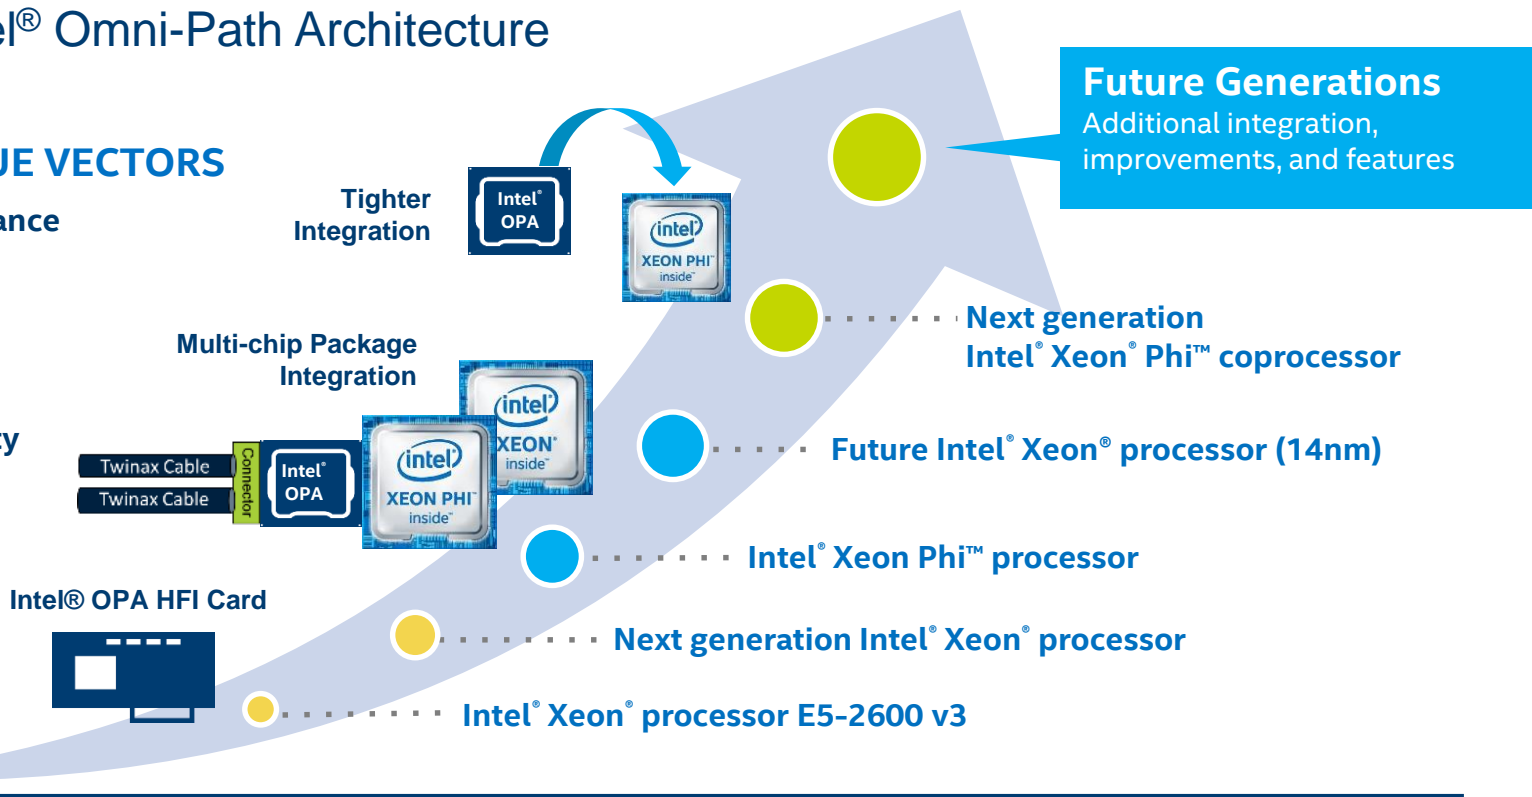 el® Omni-Path Architecture
UE VECTORS
ance
ty
Future Generations
Additional integration,
improvements, and features
Tighter
Integration
Intel®
OPA
intel
XEON PHI™
inside™
Next generation
Intel® Xeon® Phi™ coprocessor
Multi-chip Package
Integration
intel
XEON®
inside™
Twinax Cable
Twinax Cable
Connector
Intel®
OPA
intel
XEON PHI™
inside™
Future Intel® Xeon® processor (14nm)
Intel® Xeon Phi™ processor
Intel® OPA HFI Card
Next generation Intel® Xeon® processor
Intel® Xeon® processor E5-2600 v3